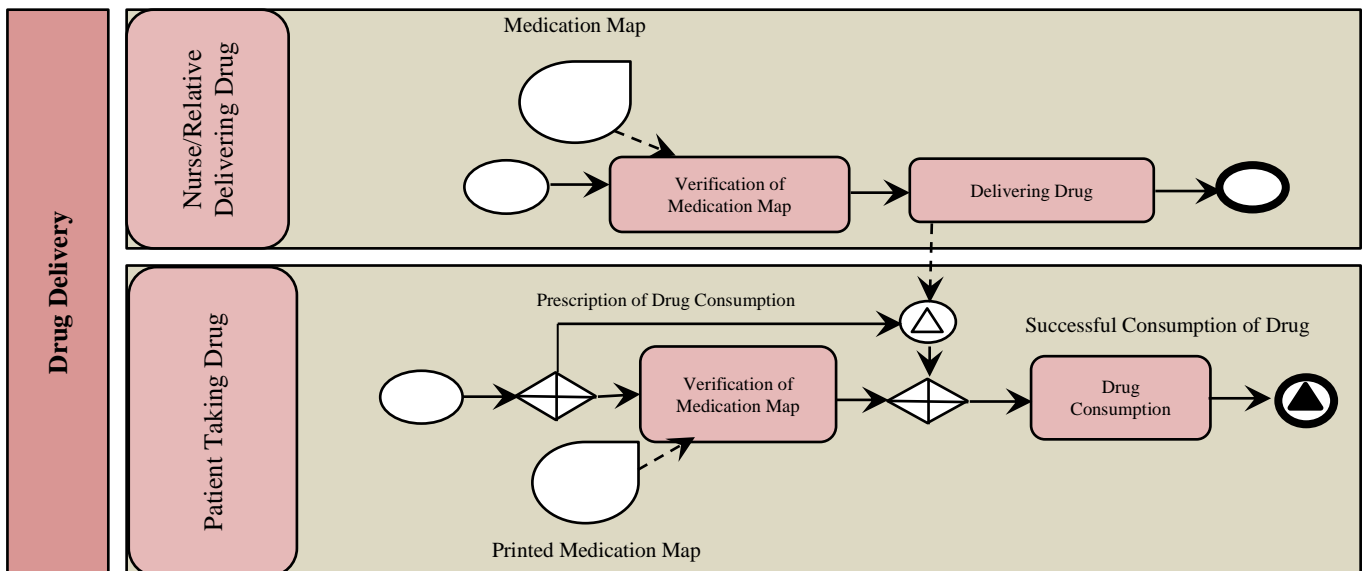 Drug Delivery
Nurse/Relative
Delivering Drug
Medication Map
Verification of
Medication Map
Delivering Drug
Patient Taking Drug
Prescription of Drug Consumption
Successful Consumption of Drug
Verification of
Medication Map
Drug
Consumption
Printed Medication Map